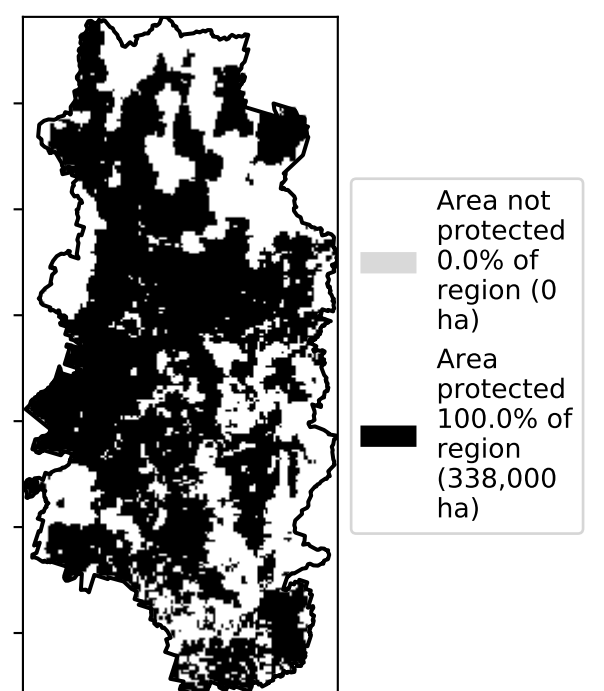 Area not
protected
0.0% of
region (0
ha)
Area
protected
100.0% of
region
(338,000
ha)